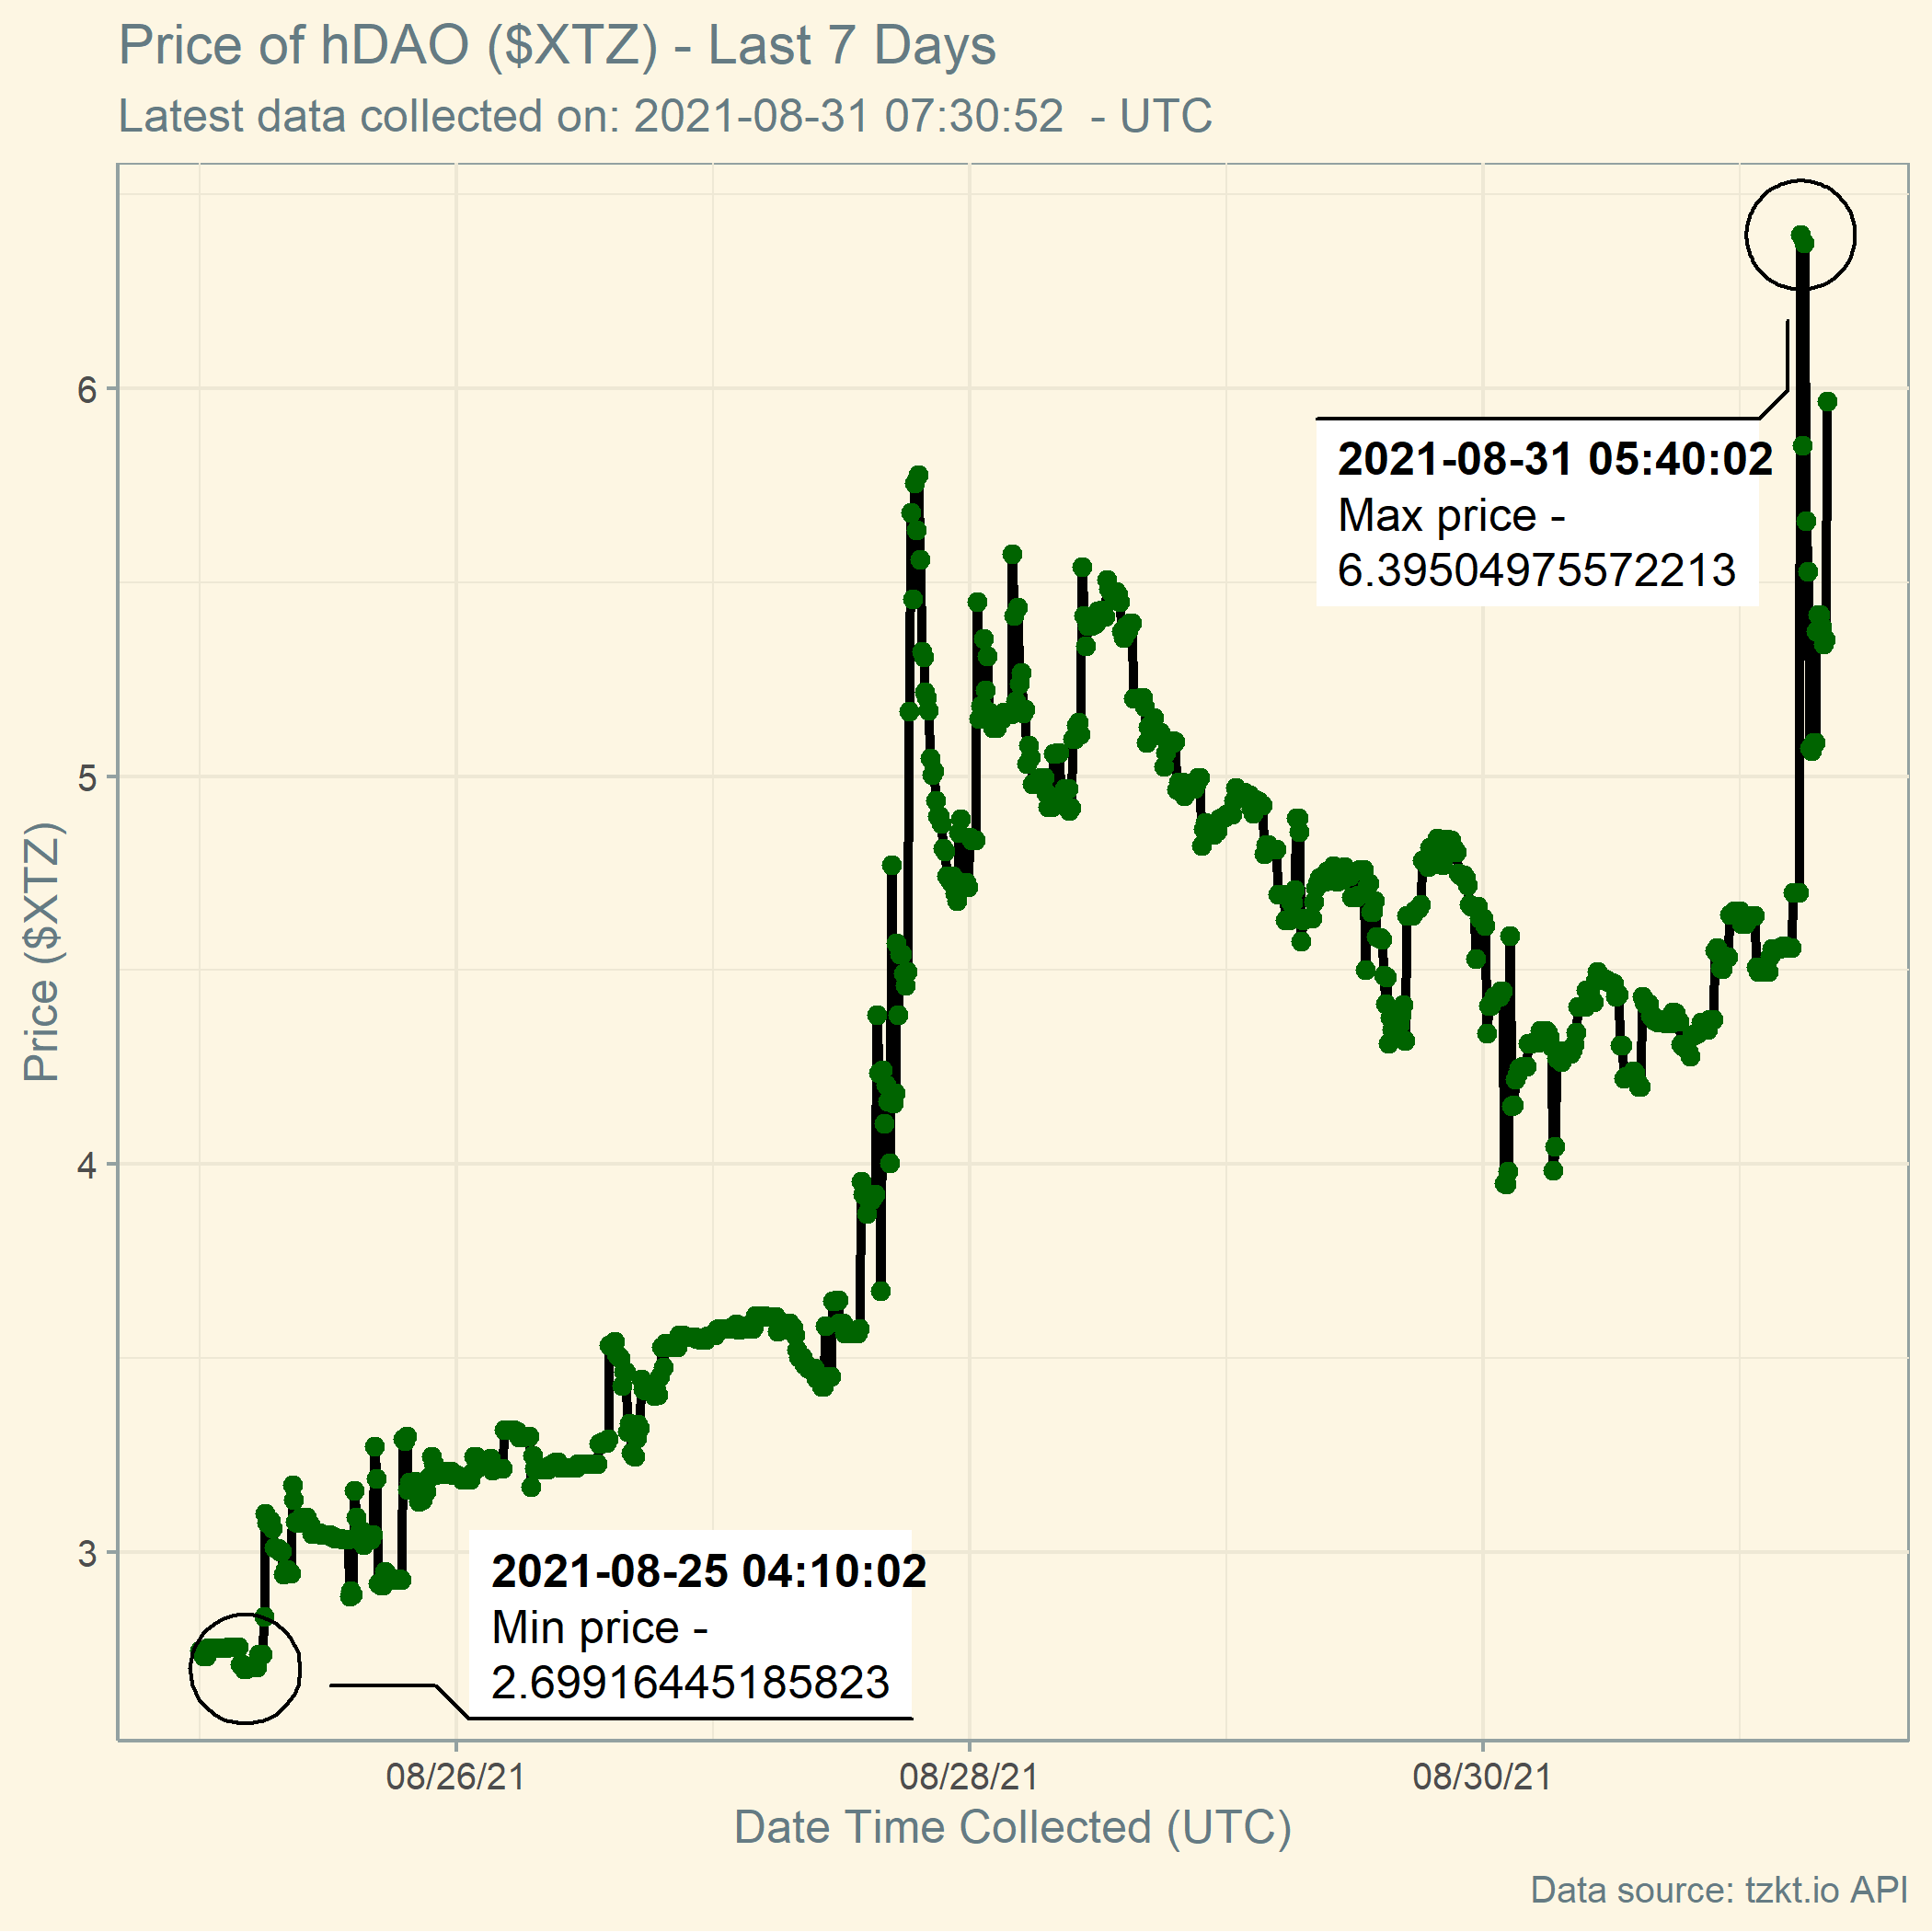 Price of hDAO ($XTZ) - Last 7 Days
Latest data collected on: 2021-08-31 07:30:52  - UTC
Price ($XTZ)
6
5
4
3
2021-08-31 05:40:02
Max price -
6.39504975572213
2021-08-25 04:10:02
Min price -
2.69916445185823
08/26/21
08/28/21
08/30/21
Date Time Collected (UTC)
Data source: tzkt.io API